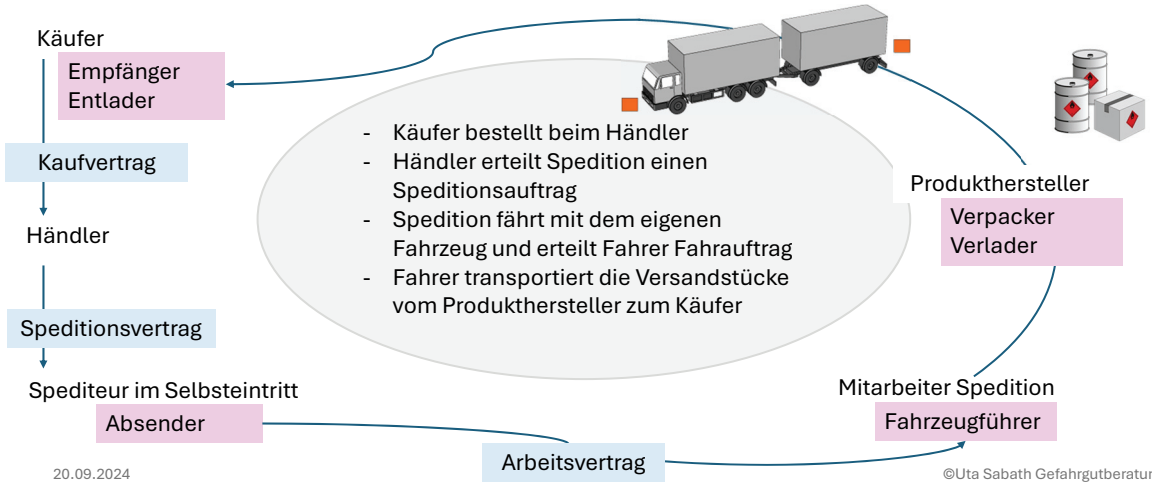 Käufer
Empfänger
Entlader
Kaufvertrag
Händler
Speditionsvertrag
Spediteur im Selbsteintritt
Absender
- Käufer bestellt beim Händler
- Händler erteilt Spedition einen
Speditionsauftrag
- Spedition fährt mit dem eigenen
Fahrzeug und erteilt Fahrer Fahrauftrag
- Fahrer transportiert die Versandstücke
vom Produkthersteller zum Käufer
Produkthersteller
Verpacker
Verlader
Mitarbeiter Spedition
Fahrzeugführer
Arbeitsvertrag
20.09.2024
©Uta Sabath Gefahrgutberatun